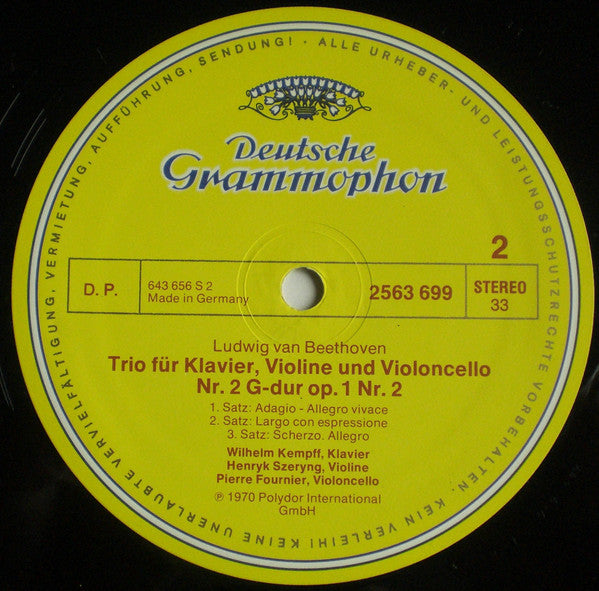 KEINE UNERLAUBTE VERVIELFÄLTIGUNG, VERMIETUNG, AUFFÜHRUNG, SENDUNG! · ALLE URHEBER- UND LEISTUNGSSCHUTZRECHTE VORBEHALTEN. KEIN VERLEIH!
Deutsche
Grammophon
2
D. P.
643 656 S 2
Made in Germany
2563 699
STEREO
33
Ludwig van Beethoven
Trio für Klavier, Violine und Violoncello
Nr. 2 G-dur op. 1 Nr. 2
1. Satz: Adagio - Allegro vivace
2. Satz: Largo con espressione
3. Satz: Scherzo. Allegro
Wilhelm Kempff, Klavier
Henryk Szeryng, Violine
Pierre Fournier, Violoncello
℗ 1970 Polydor International
GmbH